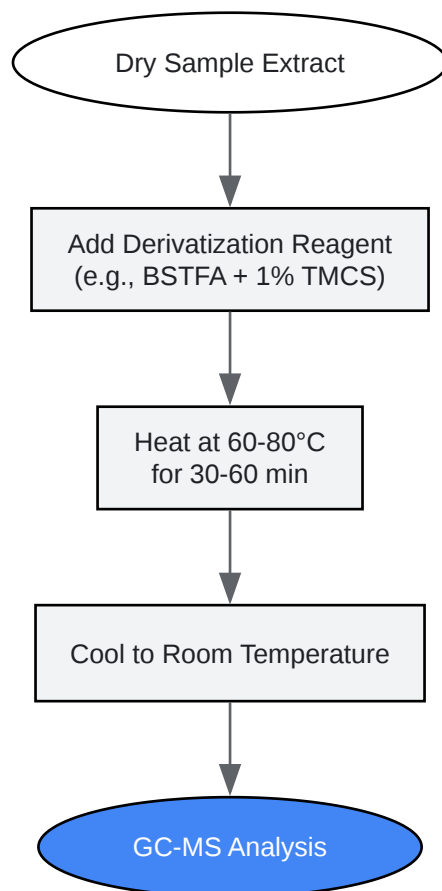 Dry Sample Extract
Add Derivatization Reagent
(e.g., BSTFA + 1% TMCS)
Heat at 60-80°C
for 30-60 min
Cool to Room Temperature
GC-MS Analysis